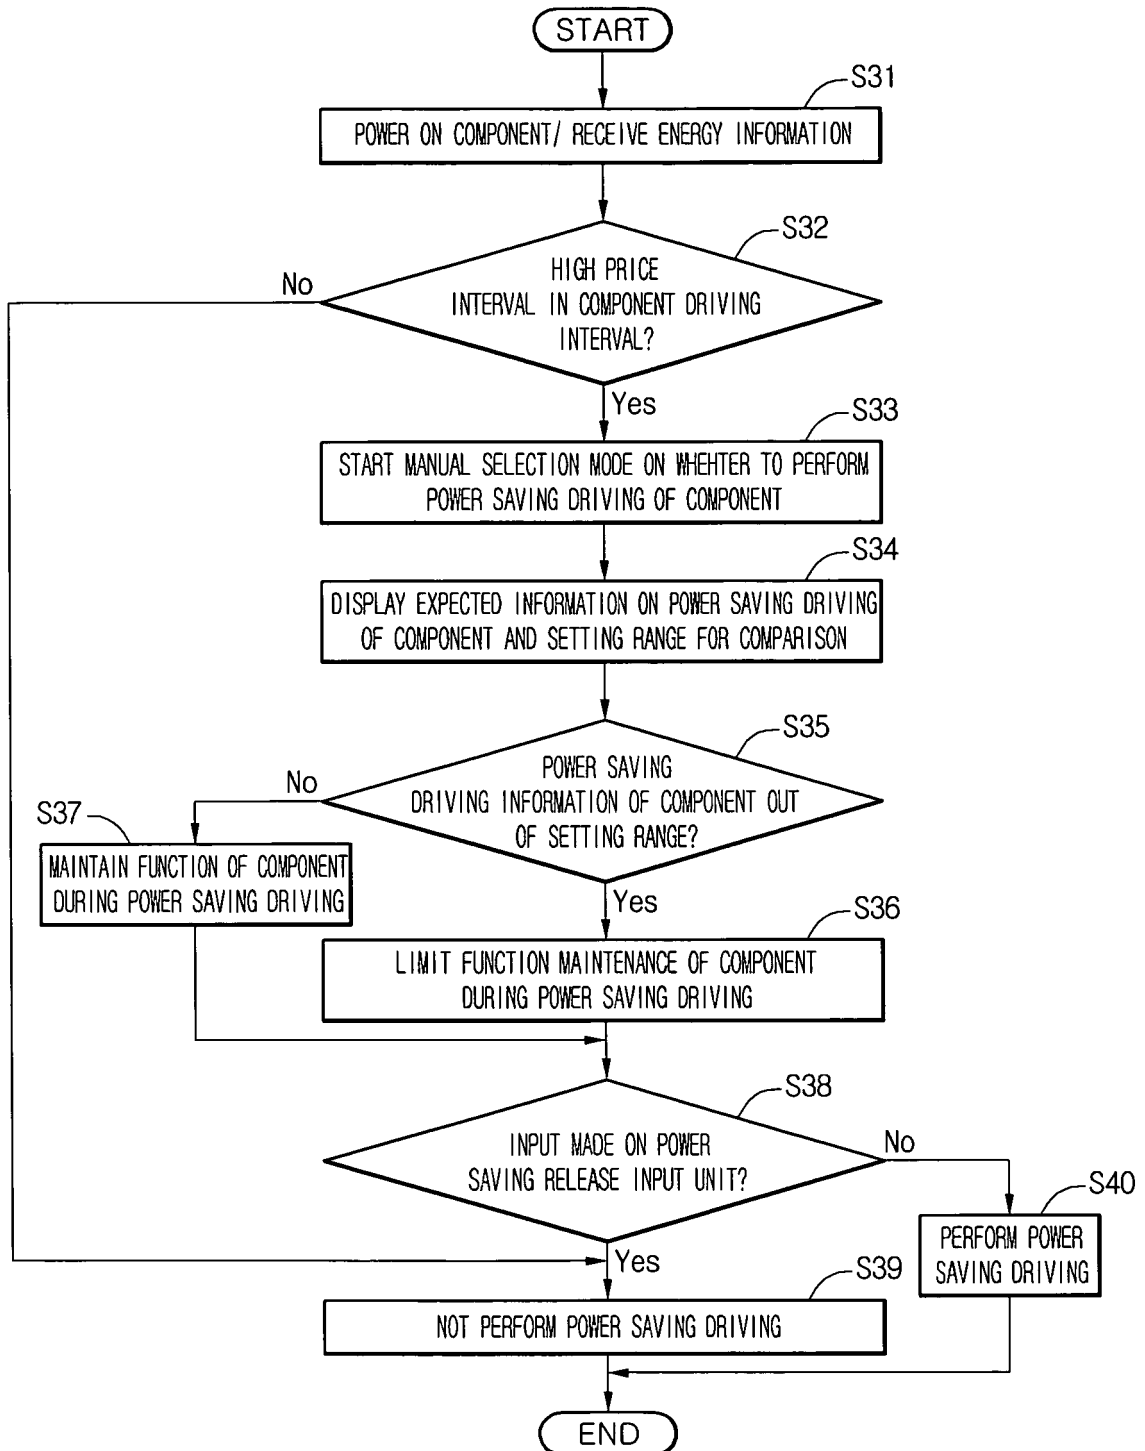 START
S31
POWER ON COMPONENT/ RECEIVE ENERGY INFORMATION
S32
HIGH PRICE
INTERVAL IN COMPONENT DRIVING
INTERVAL?
No
Yes
S33
START MANUAL SELECTION MODE ON WHEHTER TO PERFORM
POWER SAVING DRIVING OF COMPONENT
S34
DISPLAY EXPECTED INFORMATION ON POWER SAVING DRIVING
OF COMPONENT AND SETTING RANGE FOR COMPARISON
S35
POWER SAVING
DRIVING INFORMATION OF COMPONENT OUT
OF SETTING RANGE?
No
S37
MAINTAIN FUNCTION OF COMPONENT
DURING POWER SAVING DRIVING
Yes
S36
LIMIT FUNCTION MAINTENANCE OF COMPONENT
DURING POWER SAVING DRIVING
S38
INPUT MADE ON POWER
SAVING RELEASE INPUT UNIT?
No
S40
PERFORM POWER
SAVING DRIVING
Yes
S39
NOT PERFORM POWER SAVING DRIVING
END